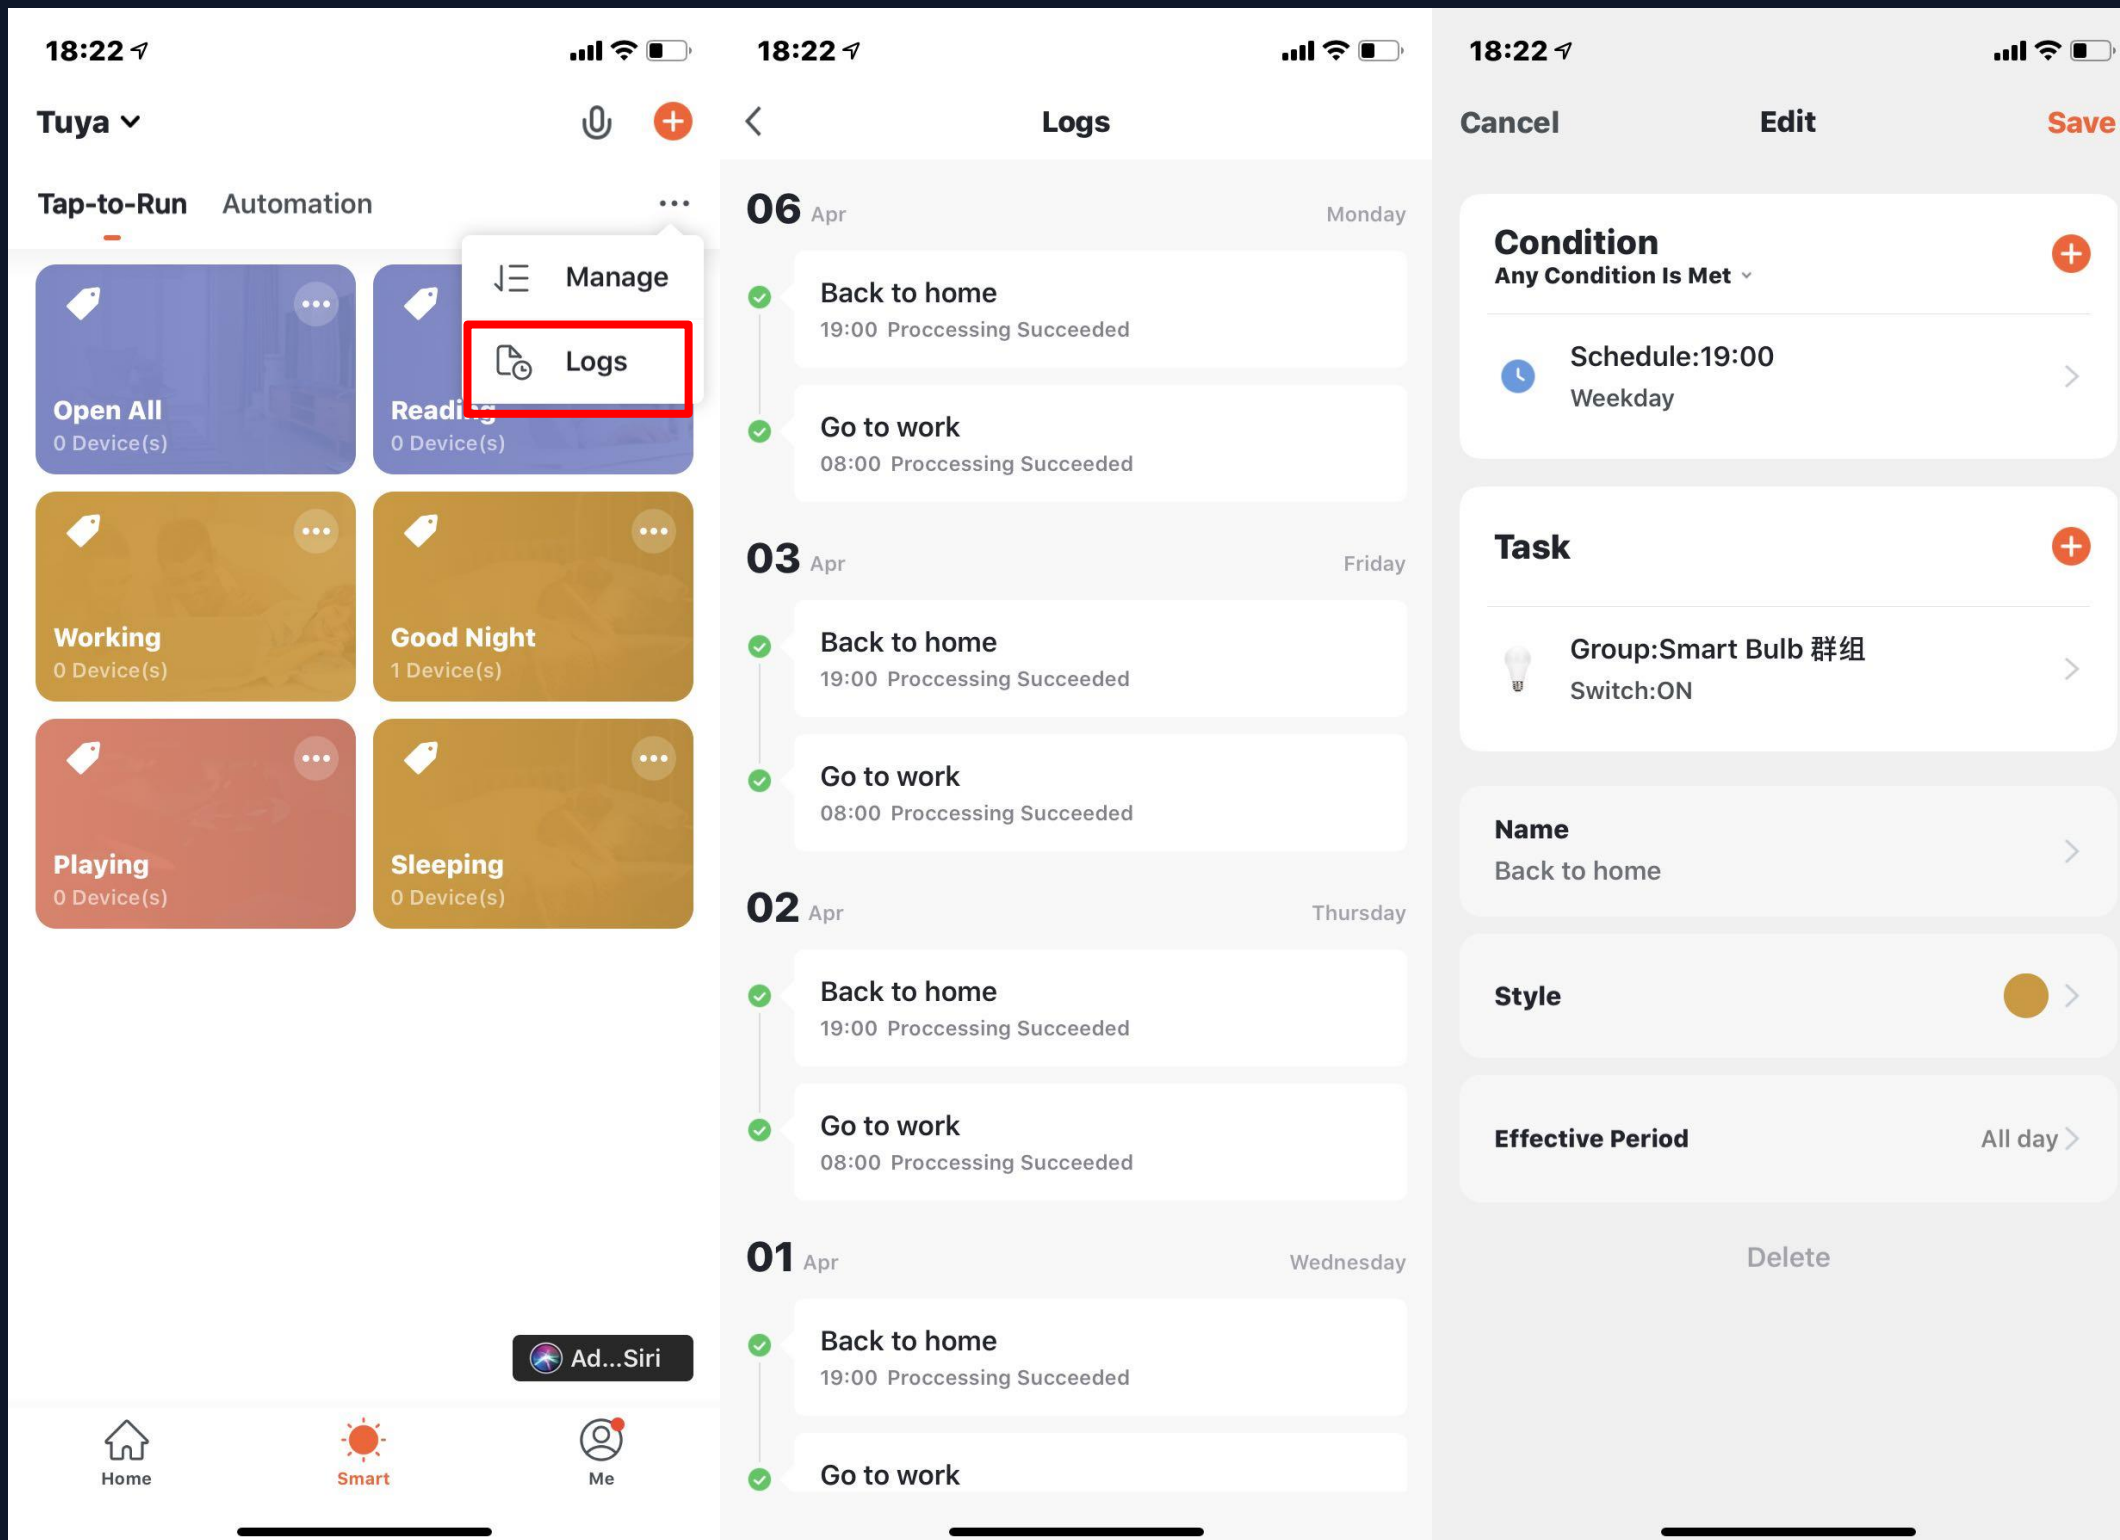 18:22
Tuya
Tap-to-Run Automation
Manage
Logs
Open All
0 Device(s)
Reading
0 Device(s)
Working
0 Device(s)
Good Night
1 Device(s)
Playing
0 Device(s)
Sleeping
0 Device(s)
Ad...Siri
Home
Smart
Me
18:22
Logs
06 Apr Monday
Back to home
19:00 Proccessing Succeeded
Go to work
08:00 Proccessing Succeeded
03 Apr Friday
Back to home
19:00 Proccessing Succeeded
Go to work
08:00 Proccessing Succeeded
02 Apr Thursday
Back to home
19:00 Proccessing Succeeded
Go to work
08:00 Proccessing Succeeded
01 Apr Wednesday
Back to home
19:00 Proccessing Succeeded
Go to work
18:22
Cancel Edit Save
Condition
Any Condition Is Met
Schedule:19:00
Weekday
Task
Group:Smart Bulb 群组
Switch:ON
Name
Back to home
Style
Effective Period All day
Delete